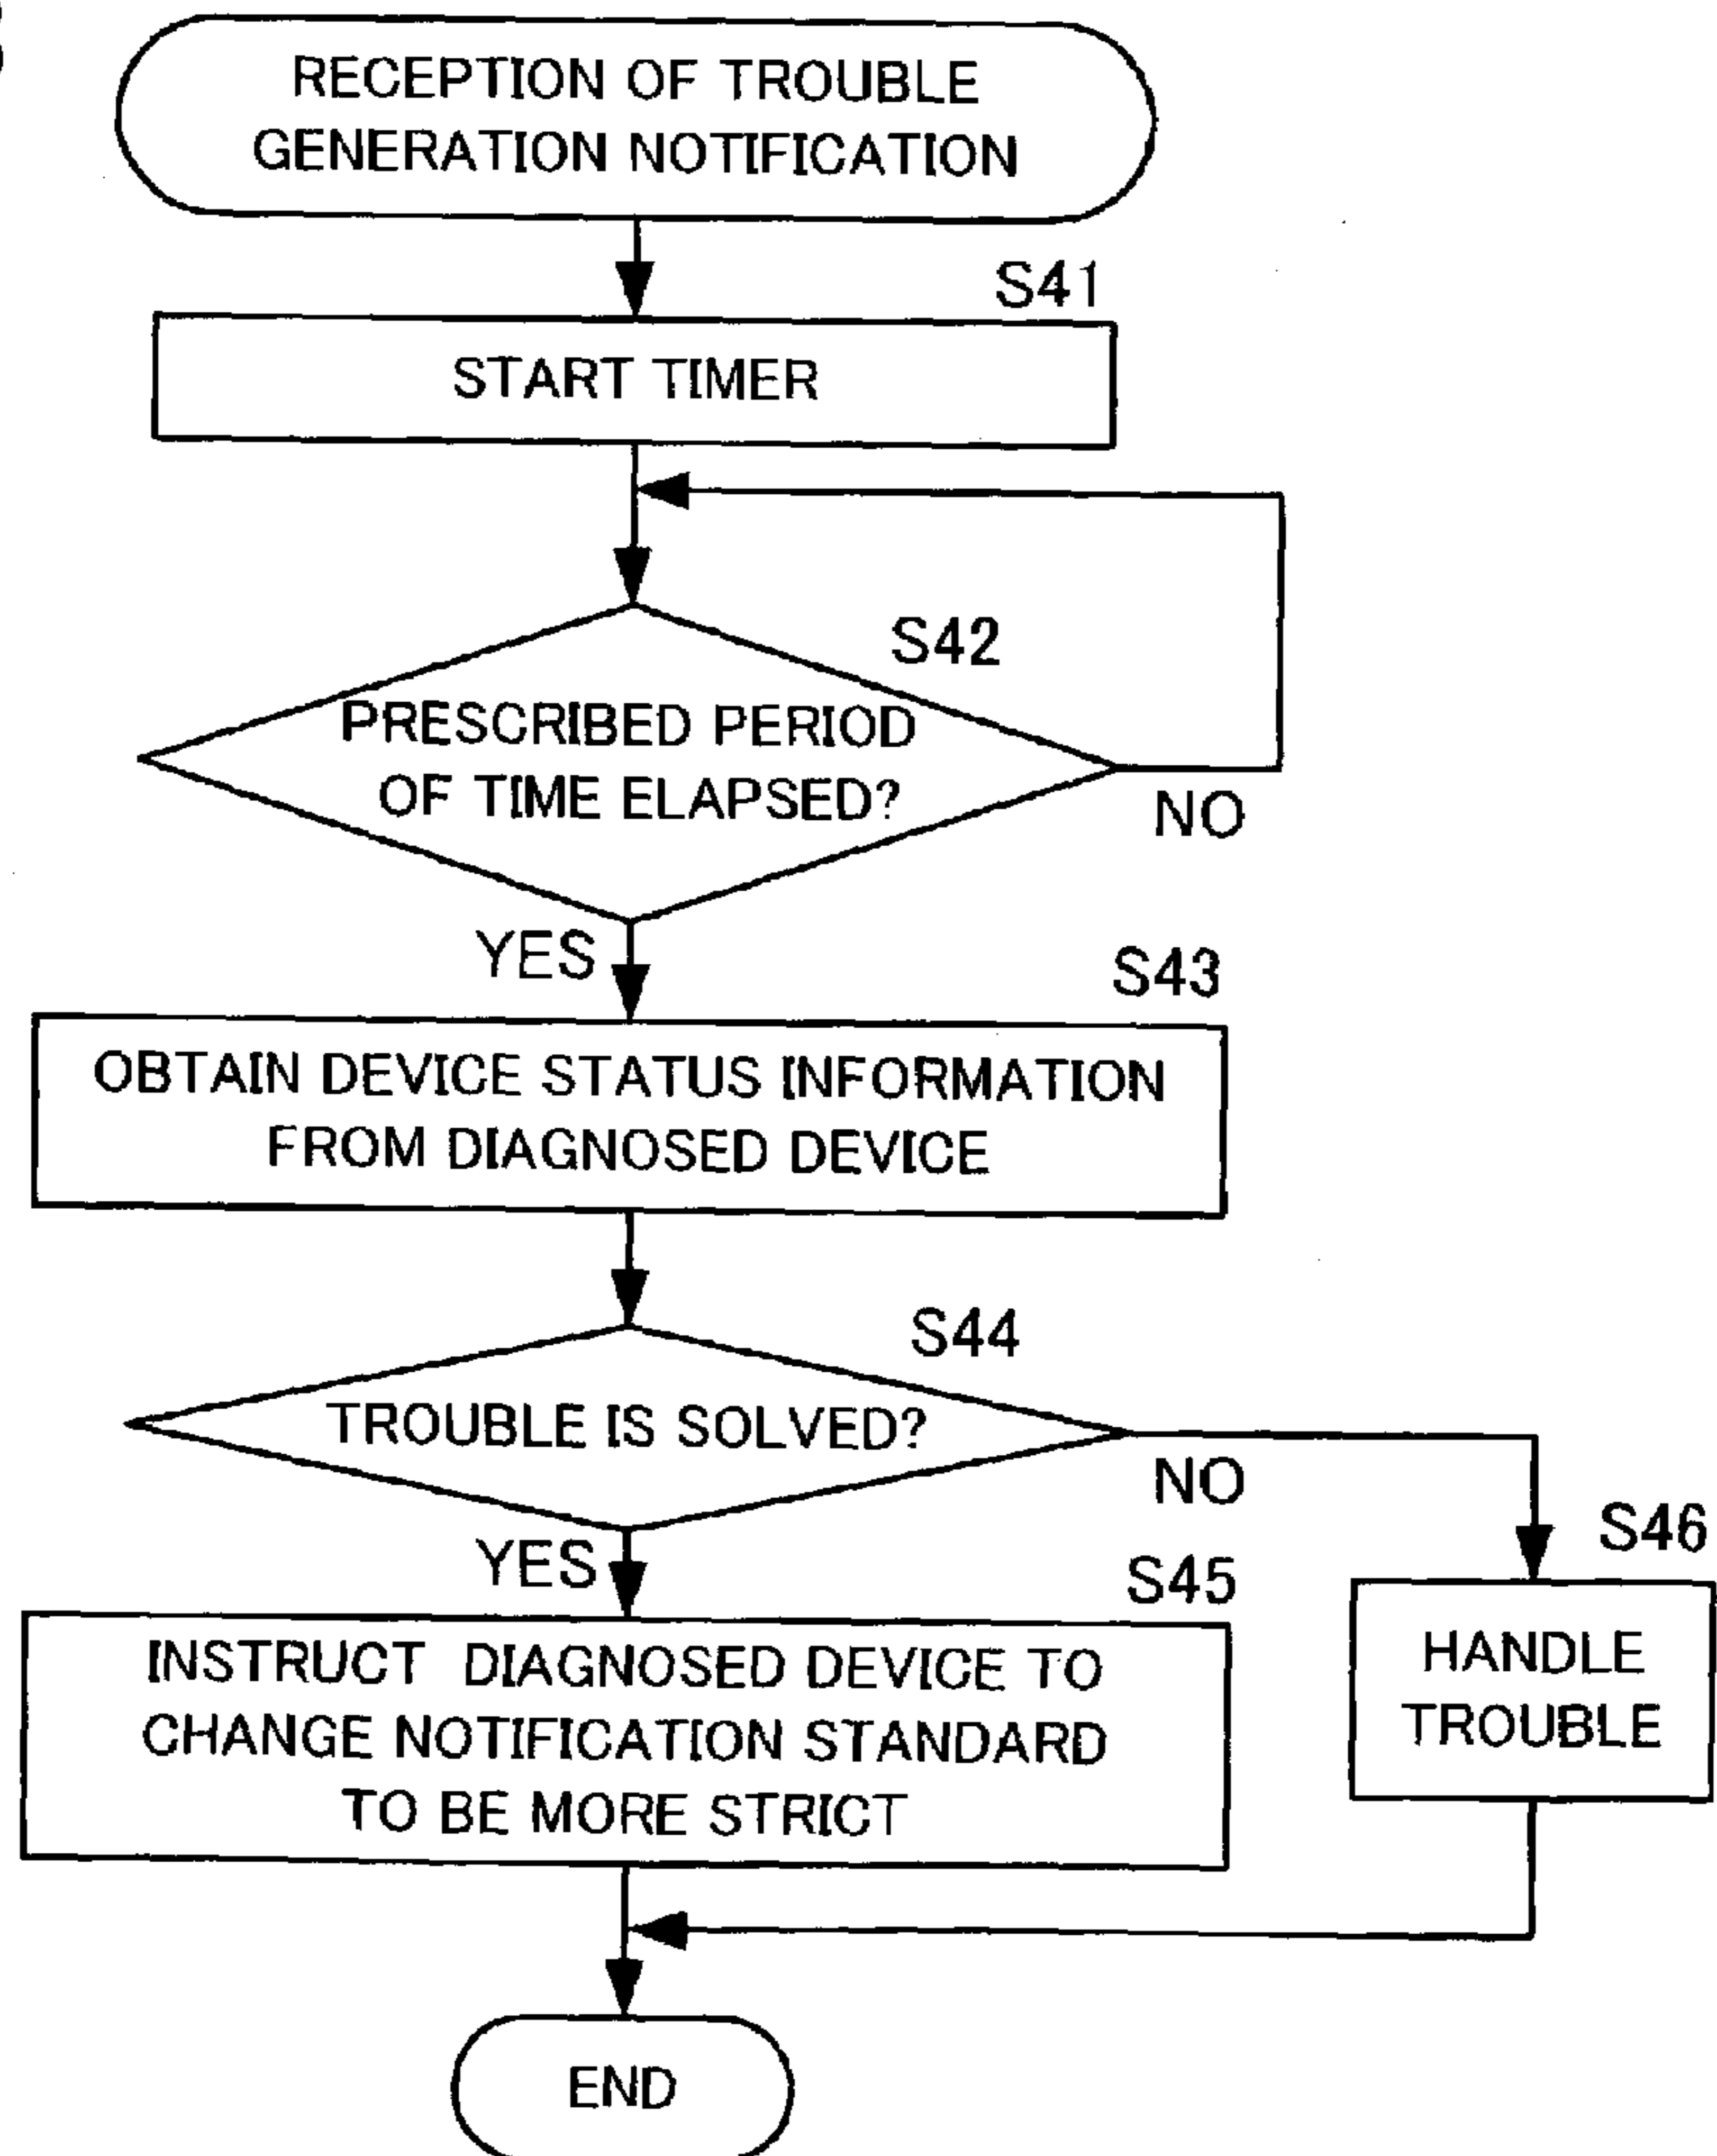 RECEPTION OF TROUBLE
GENERATION NOTIFICATION
S41
START TIMER
S42
PRESCRIBED PERIOD
OF TIME ELAPSED?
NO
YES
S43
OBTAIN DEVICE STATUS INFORMATION
FROM DIAGNOSED DEVICE
S44
TROUBLE IS SOLVED?
NO
YES
S45
S46
INSTRUCT DIAGNOSED DEVICE TO
CHANGE NOTIFICATION STANDARD
TO BE MORE STRICT
HANDLE
TROUBLE
END